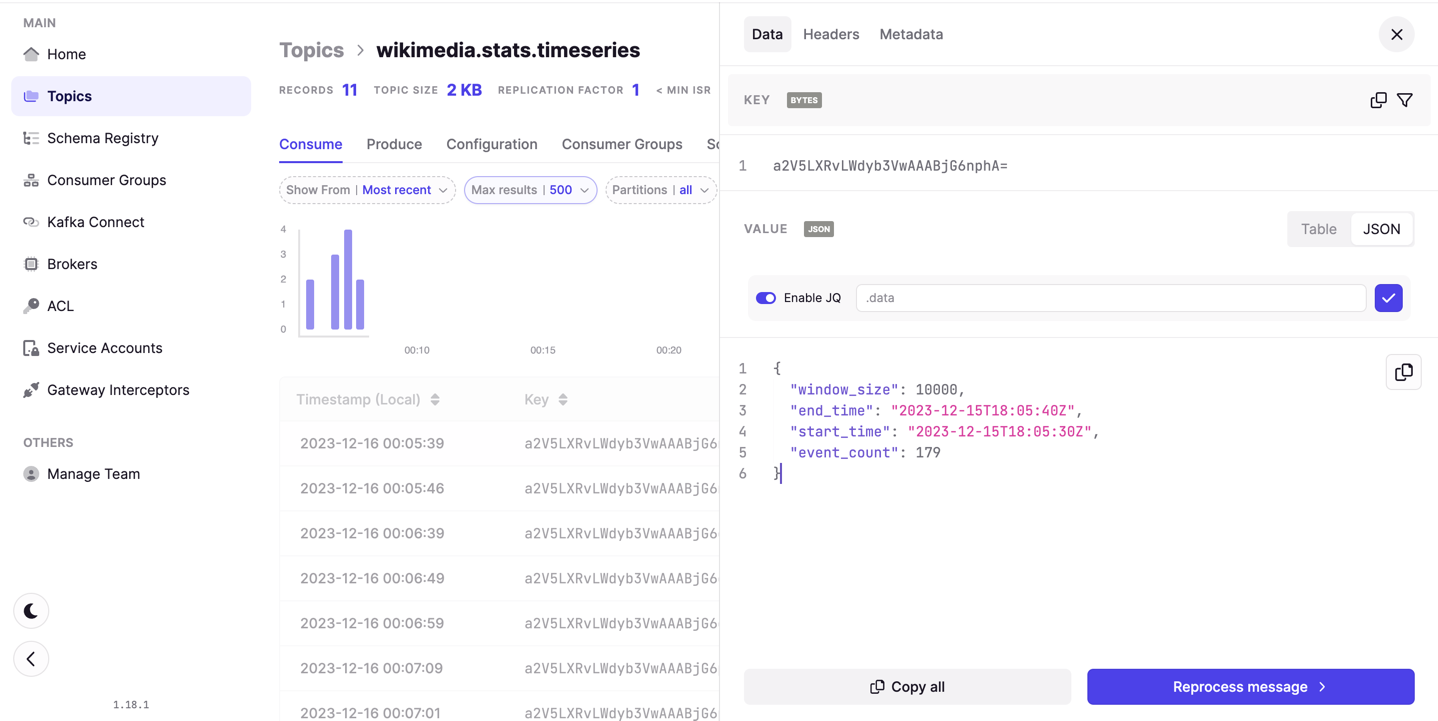 MAIN
Home
Topics
Schema Registry
Consumer Groups
Kafka Connect
Brokers
ACL
Service Accounts
Gateway Interceptors
OTHERS
Manage Team
1.18.1
Topics > wikimedia.stats.timeseries
RECORDS 11 TOPIC SIZE 2 KB REPLICATION FACTOR 1 < MIN ISR
Consume Produce Configuration Consumer Groups Sc
Show From | Most recent Max results | 500 Partitions | all
4
3
2
1
0
00:10 00:15 00:20
Timestamp (Local) Key
2023-12-16 00:05:39 a2V5LXRvLWdyb3VwAAABjG6
2023-12-16 00:05:46 a2V5LXRvLWdyb3VwAAABjG6
2023-12-16 00:06:39 a2V5LXRvLWdyb3VwAAABjG6
2023-12-16 00:06:49 a2V5LXRvLWdyb3VwAAABjG6
2023-12-16 00:06:59 a2V5LXRvLWdyb3VwAAABjG6
2023-12-16 00:07:09 a2V5LXRvLWdyb3VwAAABjG6
2023-12-16 00:07:01 a2V5LXRvLWdyb3VwAAABjG6
Data Headers Metadata
KEY BYTES
1 a2V5LXRvLWdyb3VwAAABjG6nphA=
VALUE JSON Table JSON
Enable JQ .data
1 {
2 "window_size": 10000,
3 "end_time": "2023-12-15T18:05:40Z",
4 "start_time": "2023-12-15T18:05:30Z",
5 "event_count": 179
6 }
Copy all Reprocess message >